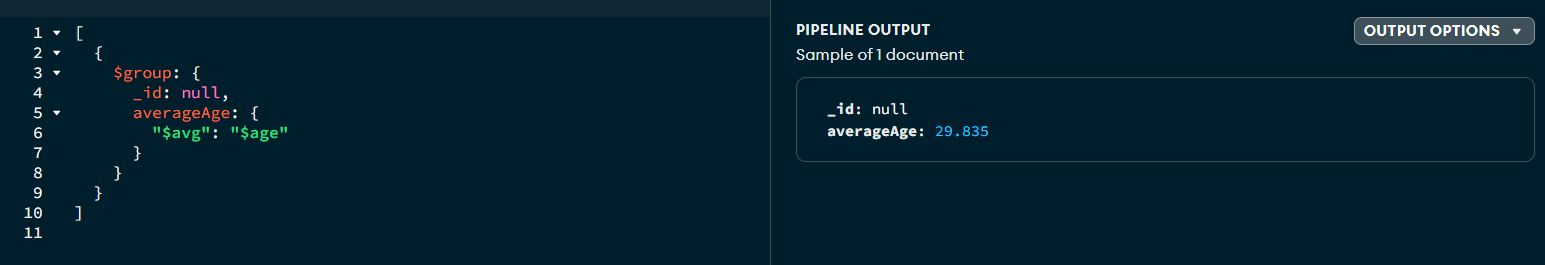 1 [
2   {
3     $group: {
4       _id: null,
5       averageAge: {
6         "$avg": "$age"
7       }
8     }
9   }
10 ]
11
PIPELINE OUTPUT
OUTPUT OPTIONS
Sample of 1 document
_id: null
averageAge: 29.835